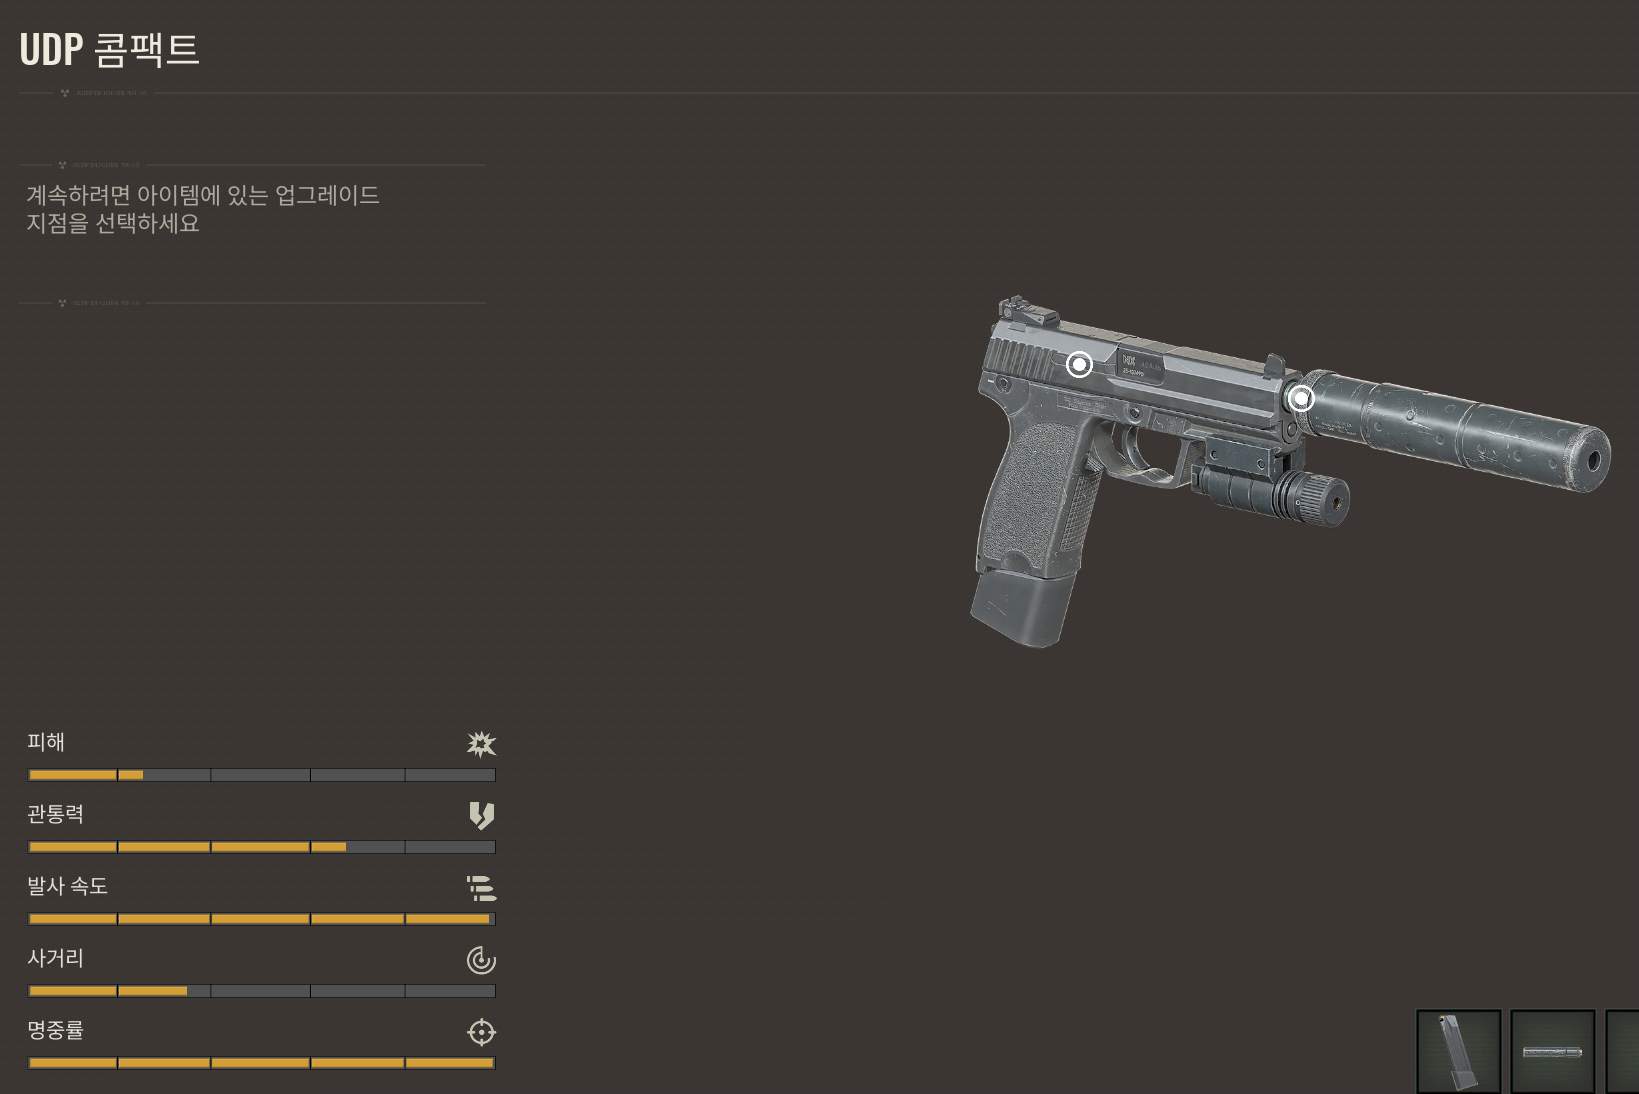 UDP 콤팩트
계속하려면 아이템에 있는 업그레이드
지점을 선택하세요
피해
관통력
발사 속도
사거리
명중률